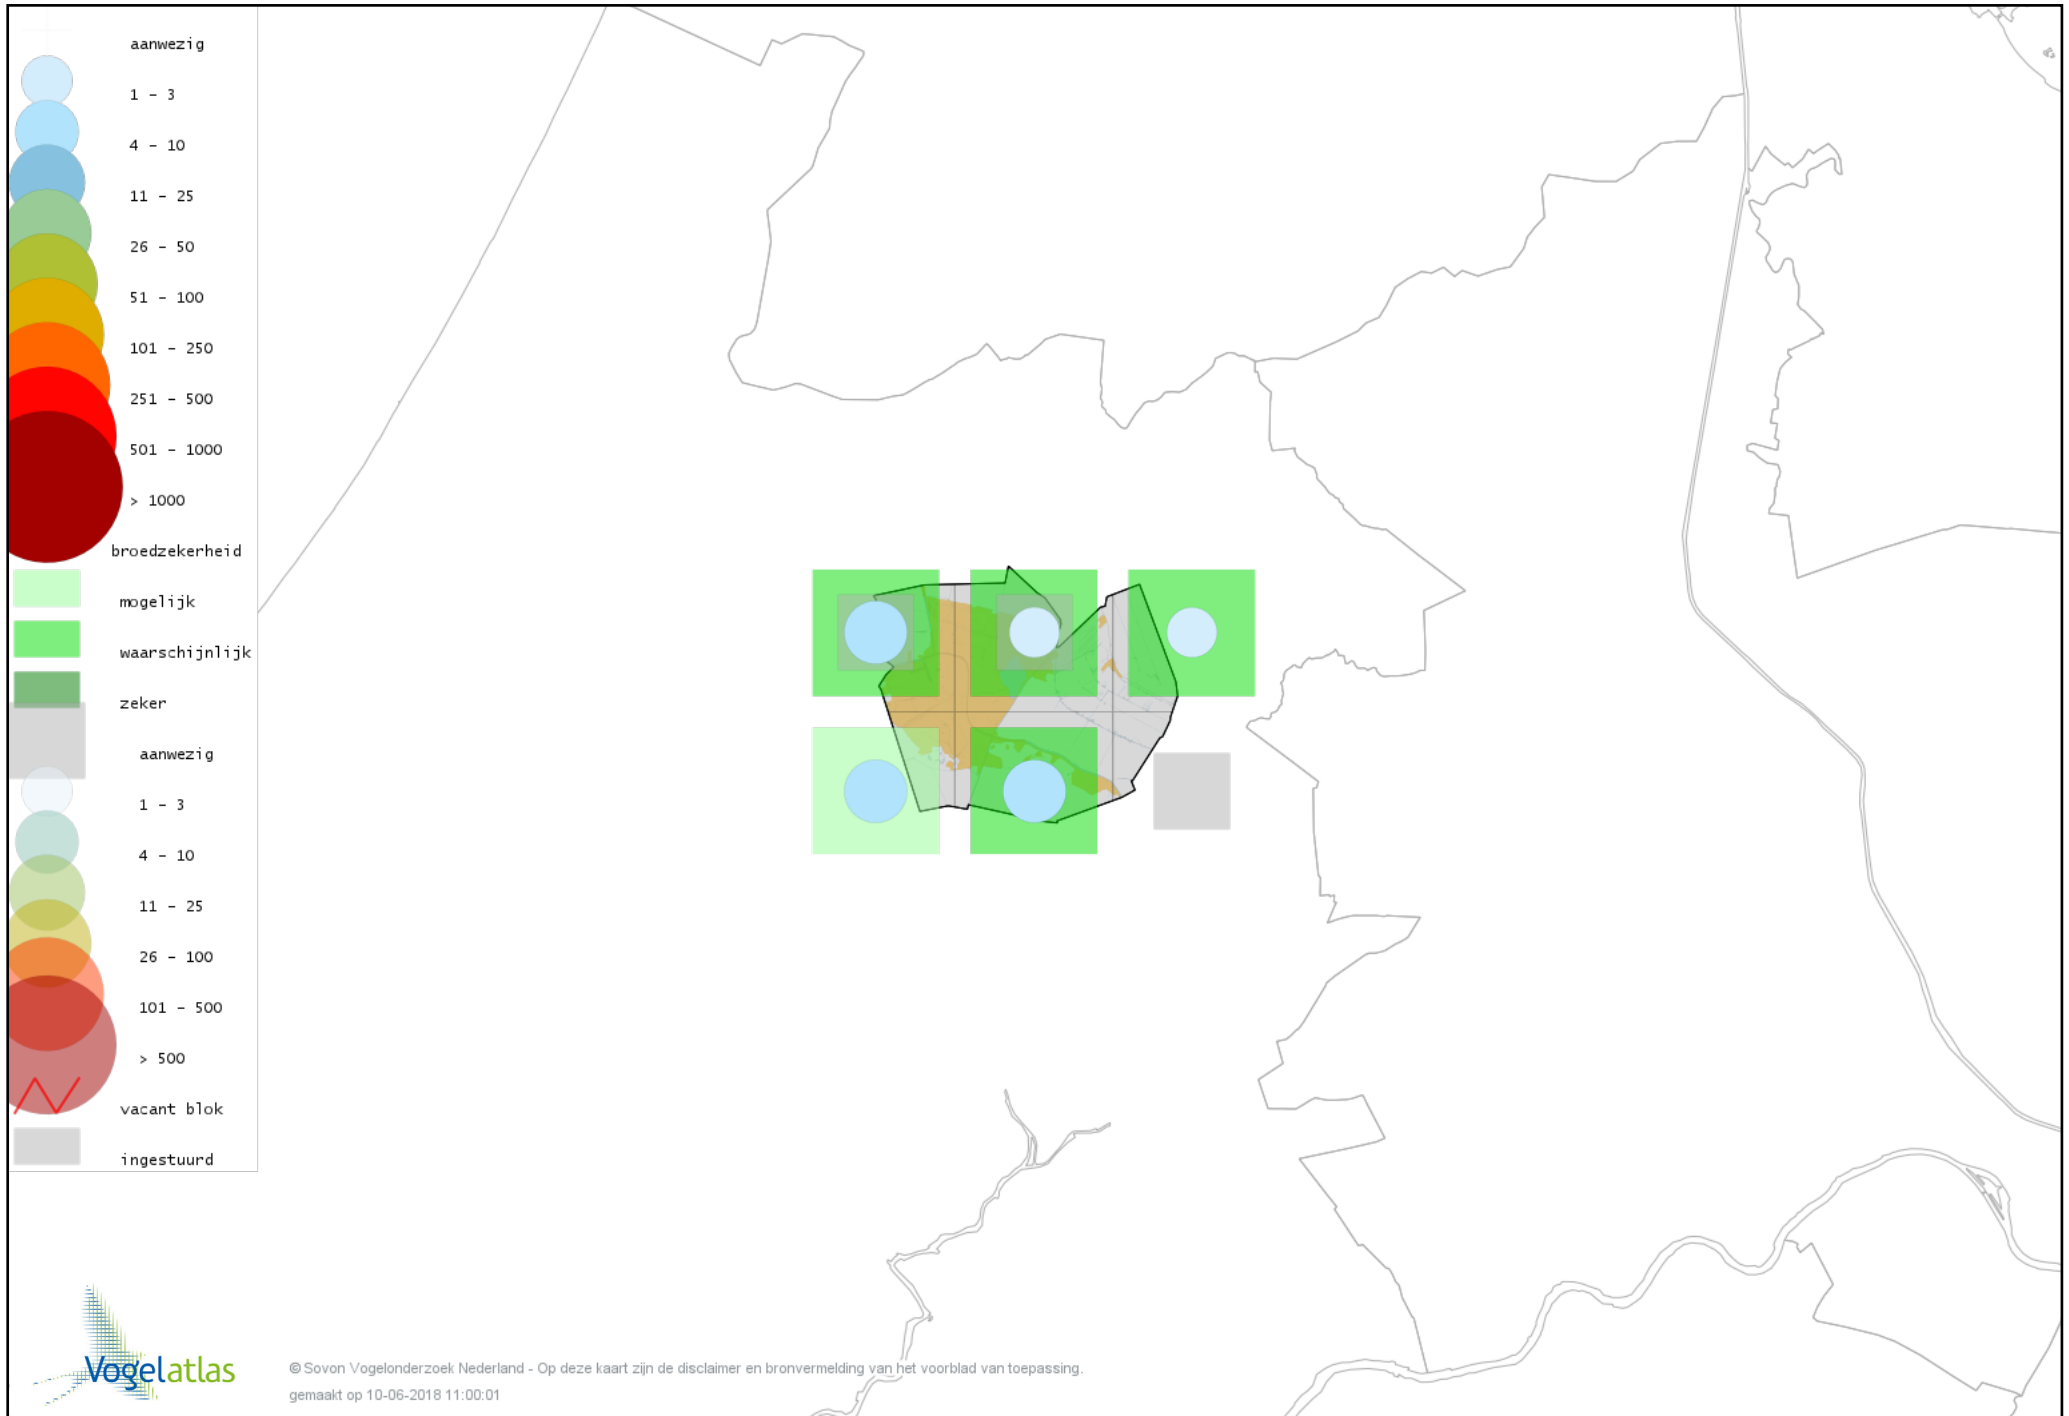 aanwezig
1 - 3
4 - 10
11 - 25
26 - 50
51 - 100
101 - 250
251 - 500
501 - 1000
> 1000
broedzekerheid
mogelijk
waarschijnlijk
zeker
aanwezig
1 - 3
4 - 10
11 - 25
26 - 100
101 - 500
> 500
vacant blok
ingestuurd
Vogelatlas
© Sovon Vogelonderzoek Nederland - Op deze kaart zijn de disclaimer en bronvermelding van het voorblad van toepassing.
gemaakt op 10-06-2018 11:00:01